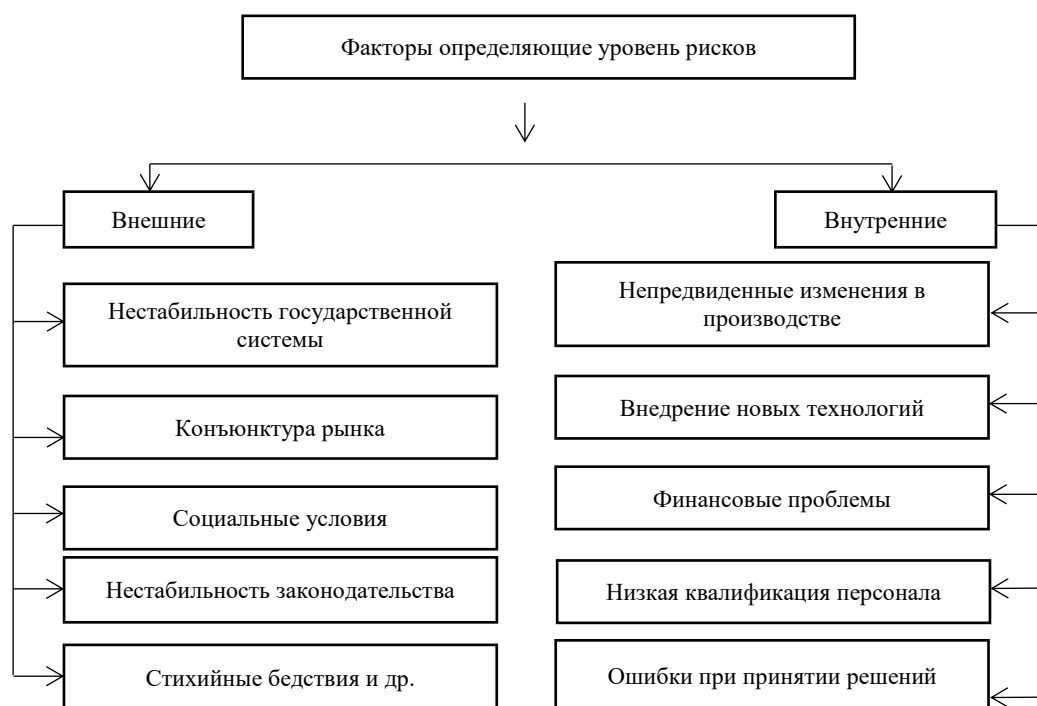 Факторы определяющие уровень рисков
Внешние
Внутренние
Нестабильность государственной
системы
Конъюнктура рынка
Социальные условия
Нестабильность законодательства
Стихийные бедствия и др.
Непредвиденные изменения в
производстве
Внедрение новых технологий
Финансовые проблемы
Низкая квалификация персонала
Ошибки при принятии решений